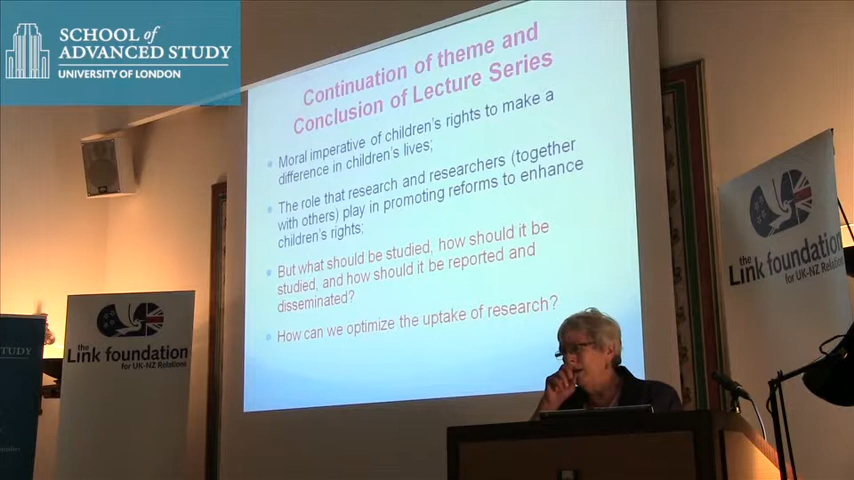 SCHOOL of
ADVANCED STUDY
UNIVERSITY OF LONDON
Continuation of theme and
Conclusion of Lecture Series
• Moral imperative of children's rights to make a
difference in children's lives;
• The role that research and researchers (together
with others) play in promoting reforms to enhance
children's rights;
• But what should be studied, how should it be
studied, and how should it be reported and
disseminated?
• How can we optimize the uptake of research?
the
Link foundation
for UK-NZ Relations
the
Link foundation
for UK-NZ Relations
STUDY